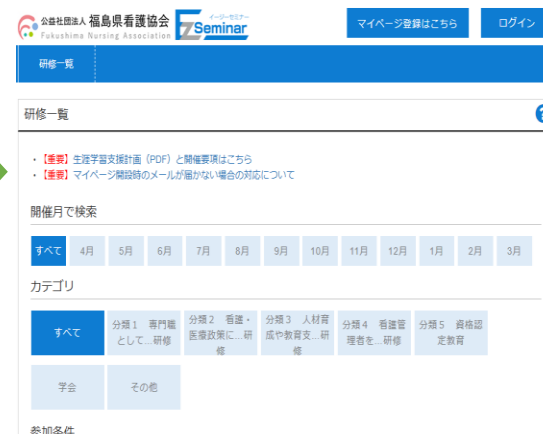 公益社団法人 福島県看護協会
Fukushima Nursing Association
イージーセミナー
EZ Seminar
マイページ登録はこちら
ログイン
研修一覧
研修一覧
?
・【重要】生涯学習支援計画（PDF）と開催要項はこちら
・【重要】マイページ開設時のメールが届かない場合の対応について
開催月で検索
すべて 4月 5月 6月 7月 8月 9月 10月 11月 12月 1月 2月 3月
カテゴリ
すべて
分類１ 専門職
として...研修
分類２ 看護・
医療政策に...研
修
分類３ 人材育
成や教育支...研
修
分類４ 看護管
理者を...研修
分類５ 資格認
定教育
学会
その他
参加条件